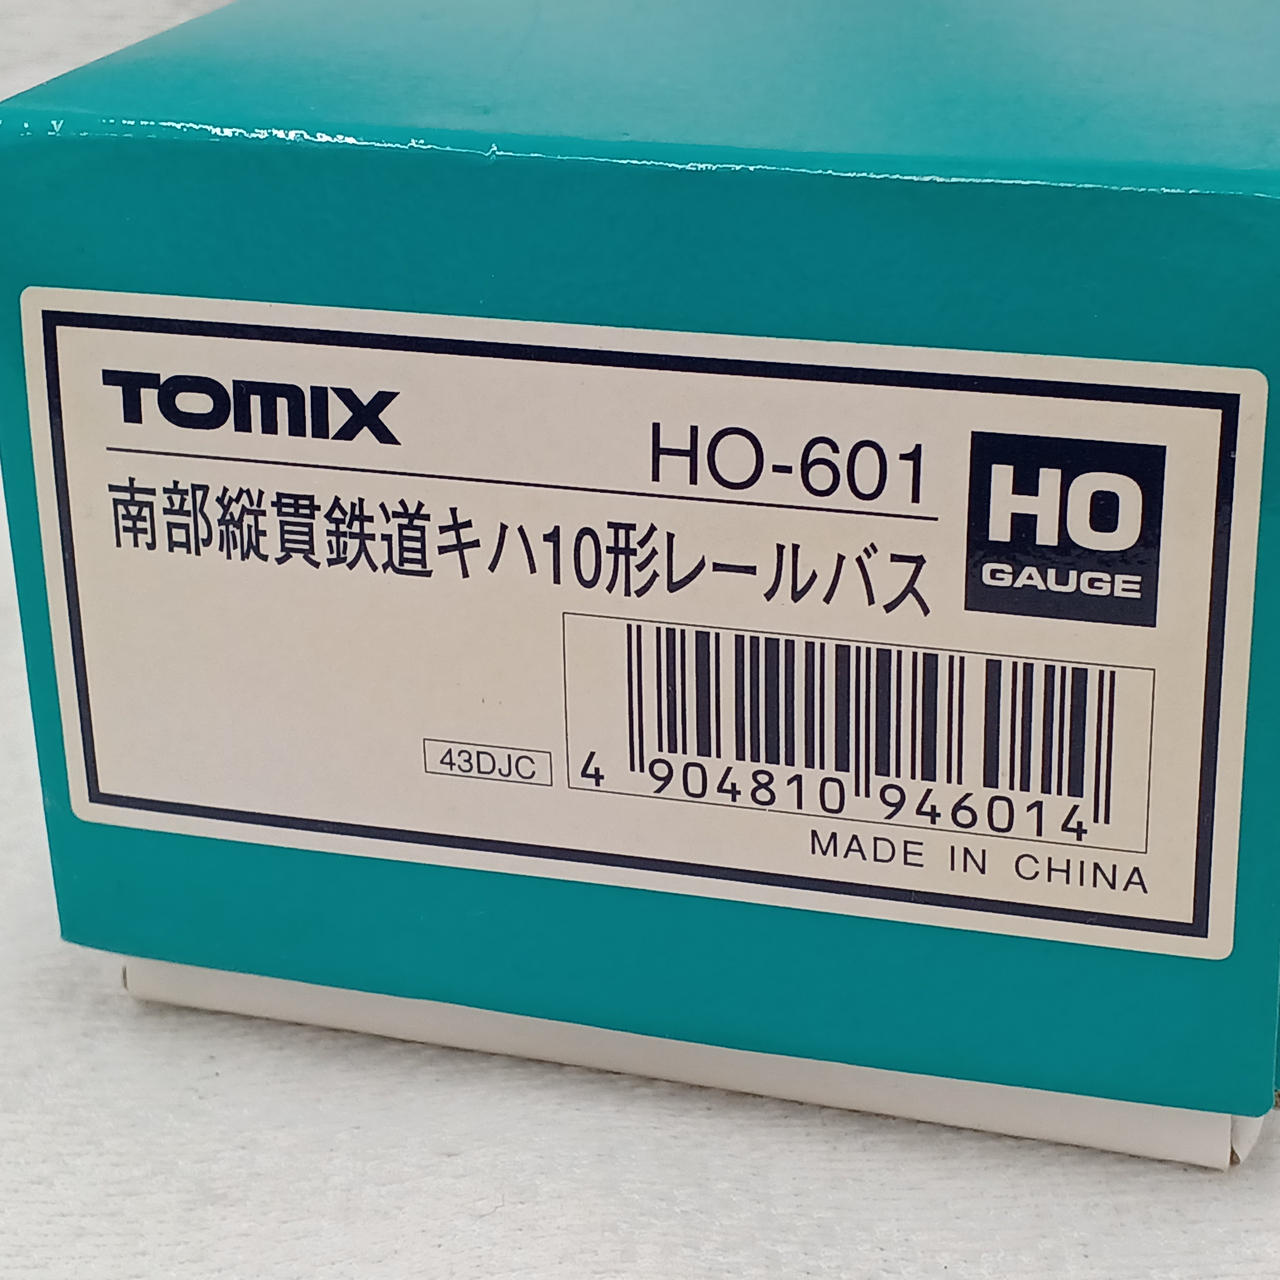 TOMIX
HO-601
HO
GAUGE
南部縦貫鉄道キハ10形レールバス
43DJC
4 904810 946014
MADE IN CHINA